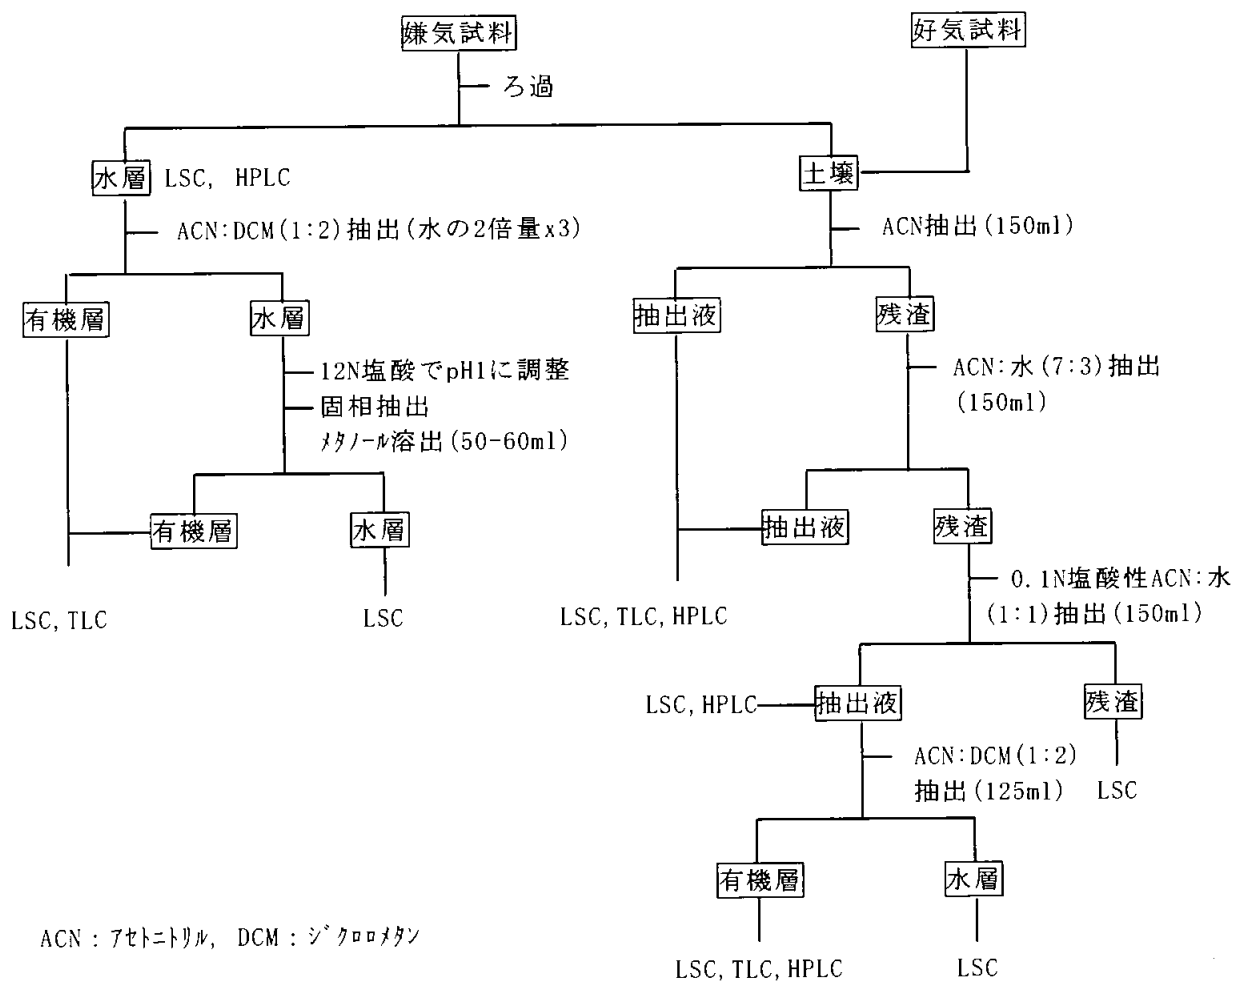 嫌気試料
好気試料
ろ過
水層 LSC, HPLC
土壌
ACN:DCM(1:2)抽出(水の2倍量x3)
ACN抽出(150ml)
有機層
水層
抽出液
残渣
12N塩酸でpH1に調整
固相抽出
ﾒﾀﾉｰﾙ溶出(50-60ml)
ACN:水(7:3)抽出
(150ml)
有機層
水層
抽出液
残渣
LSC,TLC
LSC
LSC,TLC,HPLC
0.1N塩酸性ACN:水
(1:1)抽出(150ml)
LSC,HPLC
抽出液
残渣
ACN:DCM(1:2)
抽出(125ml)
LSC
有機層
水層
ACN:ｱｾﾄﾆﾄﾘﾙ, DCM:ｼﾞｸﾛﾛﾒﾀﾝ
LSC,TLC,HPLC
LSC